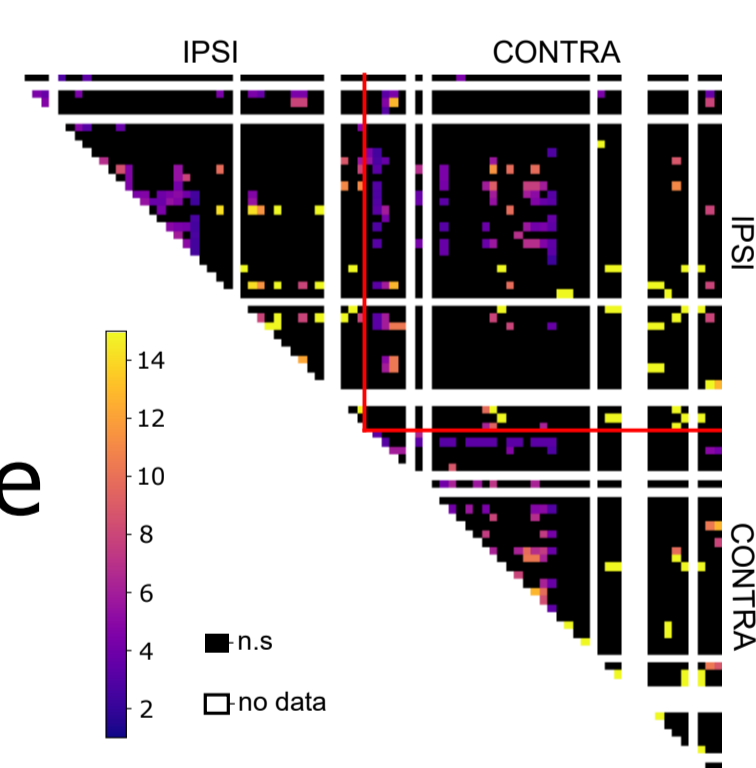 IPSI
CONTRA
IPSI
14
12
10
e
8
CONTRA
6
n.s
4
no data
2